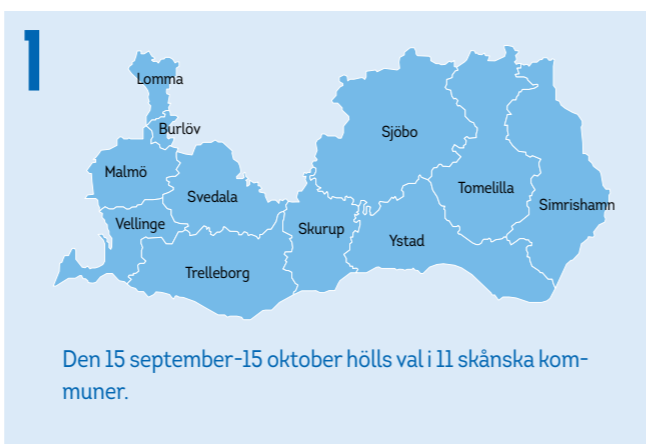 1
Lomma
Burlöv
Sjöbo
Malmö
Svedala
Tomelilla
Simrishamn
Vellinge
Skurup
Ystad
Trelleborg
Den 15 september-15 oktober hölls val i 11 skånska kom-
muner.